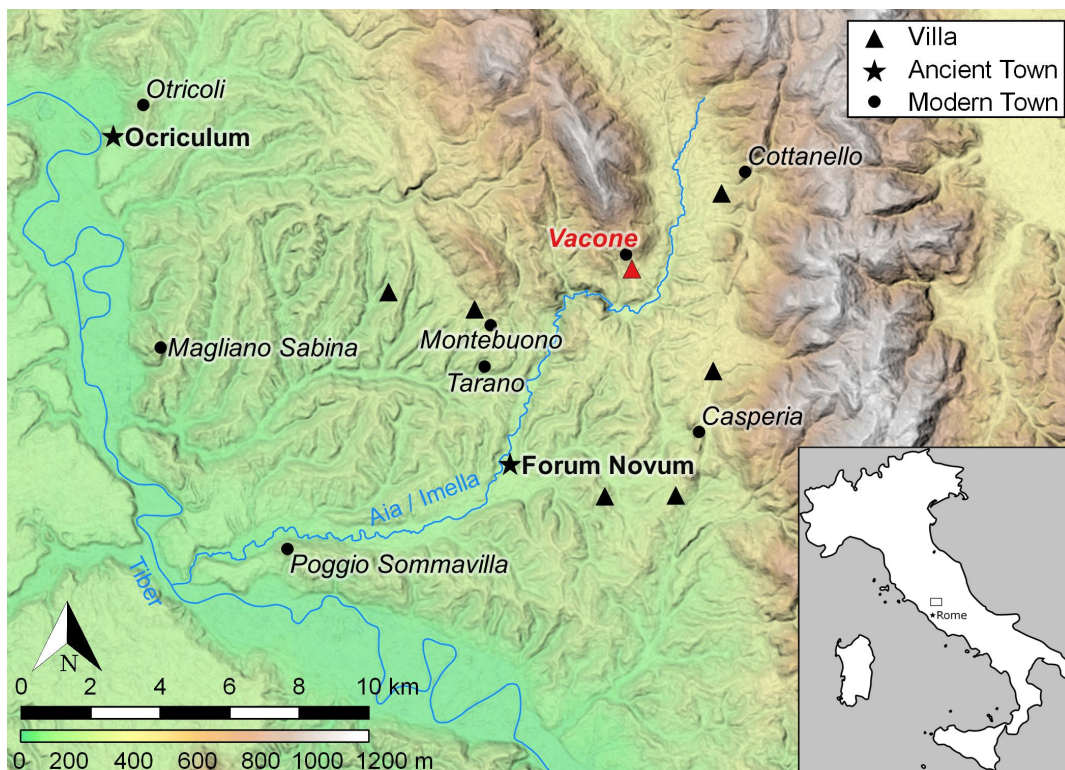 Villa
Ancient Town
Modern Town
Otricoli
Ocriculum
Cottanello
Vacone
Montebuono
Magliano Sabina
Tarano
Casperia
Forum Novum
Aia / Imella
Poggio Sommavilla
Tiber
Rome
N
0 2 4 6 8 10 km
0 200 400 600 800 1000 1200 m